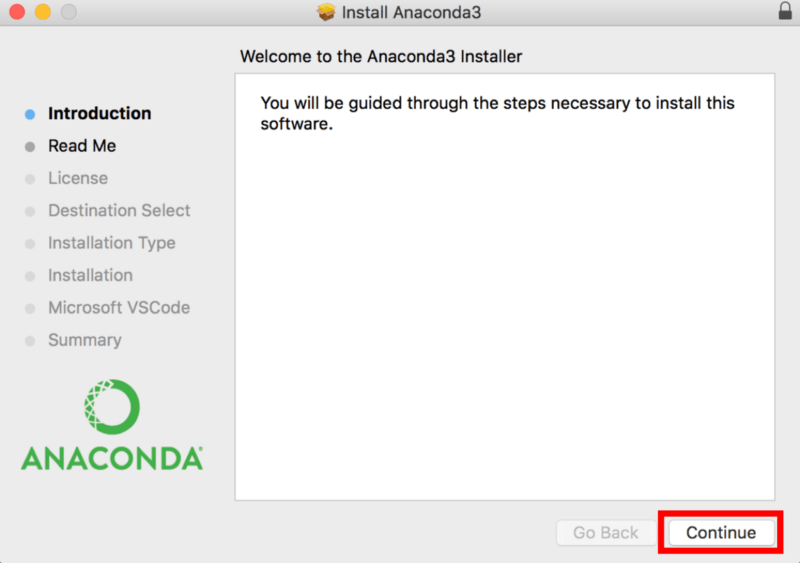 Install Anaconda3
Welcome to the Anaconda3 Installer
Introduction
Read Me
License
Destination Select
Installation Type
Installation
Microsoft VSCode
Summary
ANACONDA
You will be guided through the steps necessary to install this
software.
Go Back
Continue